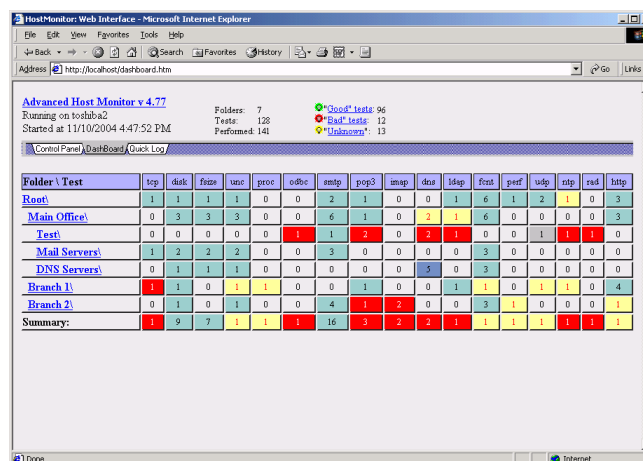 HostMonitor: Web Interface - Microsoft Internet Explorer
File Edit View Favorites Tools Help
Back Search Favorites History
Address http://localhost/dashboard.htm Go Links
Advanced Host Monitor v 4.77
Running on toshiba2
Started at 11/10/2004 4:47:52 PM
Folders: 7
Tests: 128
Performed: 141
"Good" tests: 96
"Bad" tests: 12
"Unknown": 13
Control Panel DashBoard Quick Log
Folder \ Test tcp disk fsize unc proc odbc smtp pop3 imap dns ldap fcnt perf udp ntp rad http
Root\ 1 1 1 1 0 0 2 1 0 0 1 6 1 2 1 0 3
Main Office\ 0 3 3 3 0 0 6 1 0 2 1 6 0 0 0 0 3
Test\ 0 0 0 0 0 1 1 2 0 2 1 0 0 1 1 1 0
Mail Servers\ 1 2 2 2 0 0 3 0 0 0 0 3 0 0 0 0 0
DNS Servers\ 0 1 1 1 0 0 0 0 0 5 0 3 0 0 0 0 0
Branch 1\ 1 1 0 1 1 0 0 1 0 0 1 1 0 1 1 0 4
Branch 2\ 0 1 0 1 0 0 4 1 2 0 0 3 1 0 0 0 1
Summary: 1 9 7 1 1 1 16 3 2 2 1 1 1 1 1 1 1
Done Internet